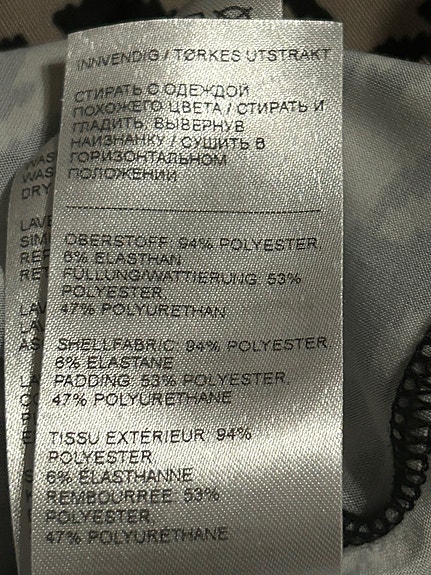 INNVENDIG / TØRKES UTSTRAKT
СТИРАТЬ С ОДЕЖДОЙ
ПОХОЖЕГО ЦВЕТА / СТИРАТЬ И
ГЛАДИТЬ, ВЫВЕРНУВ
НАИЗНАНКУ / СУШИТЬ В
ГОРИЗОНТАЛЬНОМ
ПОЛОЖЕНИИ
OBERSTOFF: 94% POLYESTER,
6% ELASTHAN
FÜLLUNG/WATTIERUNG: 53%
POLYESTER,
47% POLYURETHAN
SHELLFABRIC: 94% POLYESTER,
6% ELASTANE
PADDING: 53% POLYESTER,
47% POLYURETHANE
TISSU EXTÉRIEUR: 94%
POLYESTER
6% ÉLASTHANNE
REMBOURRÉE: 53%
POLYESTER
47% POLYURÉTHANE